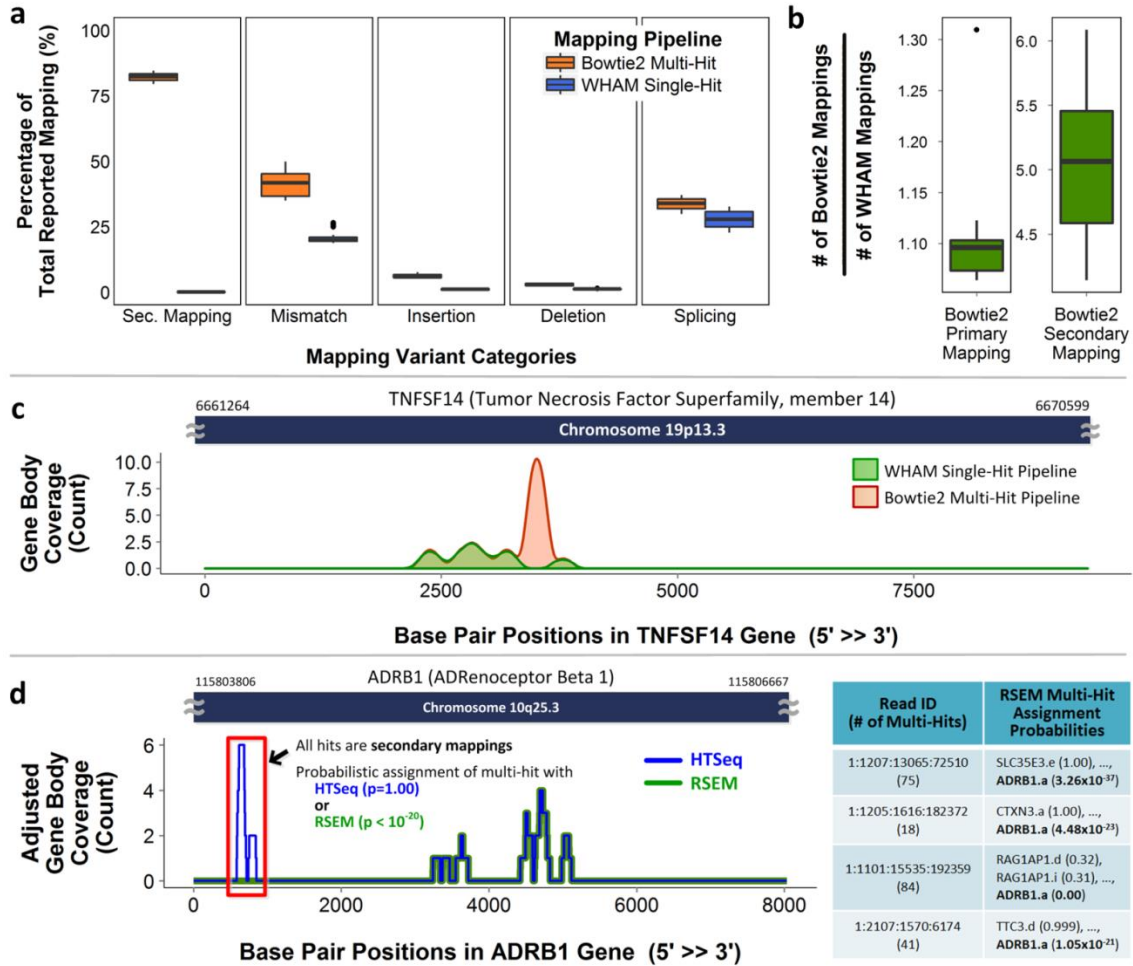 a
Percentage of
Total Reported Mapping (%)
100
75
50
25
0
Mapping Pipeline
Bowtie2 Multi-Hit
WHAM Single-Hit
Sec. Mapping
Mismatch
Insertion
Deletion
Splicing
Mapping Variant Categories
b
# of Bowtie2 Mappings
# of WHAM Mappings
1.30
1.25
1.20
1.15
1.10
6.0
5.5
5.0
4.5
Bowtie2
Primary
Mapping
Bowtie2
Secondary
Mapping
c
TNFSF14 (Tumor Necrosis Factor Superfamily, member 14)
6661264
6670599
Chromosome 19p13.3
Gene Body
Coverage
(Count)
10.0
7.5
5.0
2.5
0.0
WHAM Single-Hit Pipeline
Bowtie2 Multi-Hit Pipeline
0
2500
5000
7500
Base Pair Positions in TNFSF14 Gene (5' >> 3')
d
ADRB1 (ADRenoceptor Beta 1)
115803806
115806667
Chromosome 10q25.3
Adjusted
Gene Body
Coverage
(Count)
6
4
2
0
All hits are secondary mappings
Probabilistic assignment of multi-hit with
HTSeq (p=1.00)
or
RSEM (p < 10⁻²⁰)
HTSeq
RSEM
0
2000
4000
6000
8000
Base Pair Positions in ADRB1 Gene (5' >> 3')
Read ID
(# of Multi-Hits)
RSEM Multi-Hit
Assignment
Probabilities
1:1207:13065:72510
(75)
SLC35E3.e (1.00), ...,
ADRB1.a (3.26x10⁻³⁷)
1:1205:1616:182372
(18)
CTXN3.a (1.00), ...,
ADRB1.a (4.48x10⁻²³)
1:1101:15535:192359
(84)
RAG1AP1.d (0.32),
RAG1AP1.i (0.31), ...,
ADRB1.a (0.00)
1:2107:1570:6174
(41)
TTC3.d (0.999), ...,
ADRB1.a (1.05x10⁻²¹)